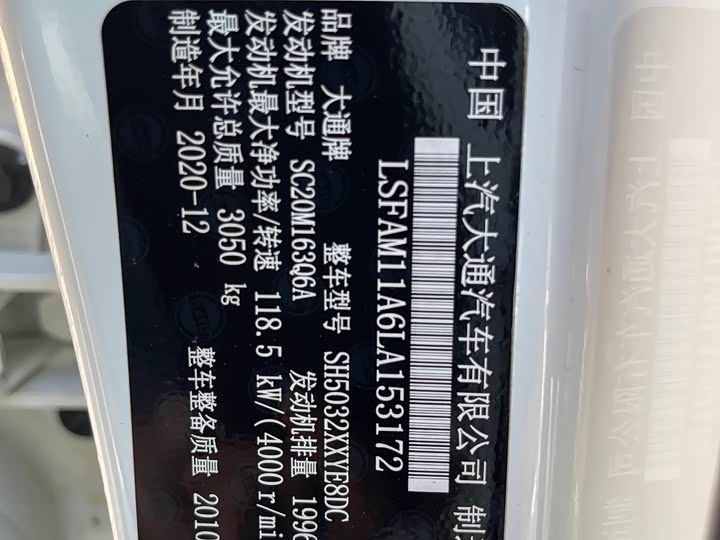 中国 上汽大通汽车有限公司 制
LSFAM11A6LA153172
品牌 大通牌 整车型号 SH5032XXYE8DC
发动机型号 SC20M163Q6A 发动机排量 1996
发动机最大净功率/转速 118.5 kW/(4000r/mi
最大允许总质量 3050 kg
制造年月 2020-12 整车整备质量 2010